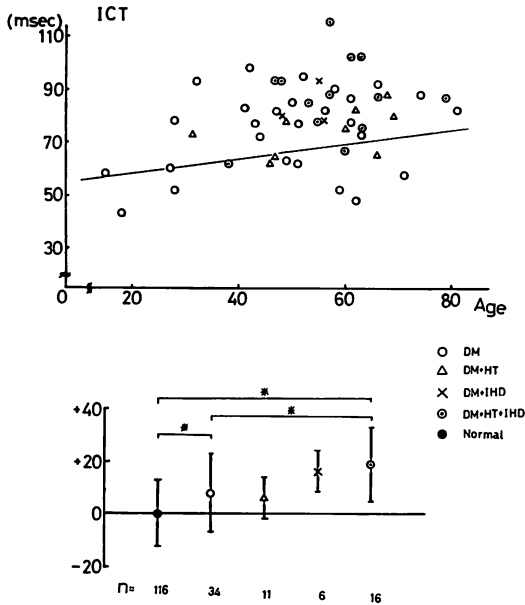 ICT
(msec)
110
90
70
50
30
0 20 40 60 80 Age
DM
DM+HT
DM+IHD
DM+HT+IHD
Normal
+40
+20
0
-20
* * *
n= 116 34 11 6 16